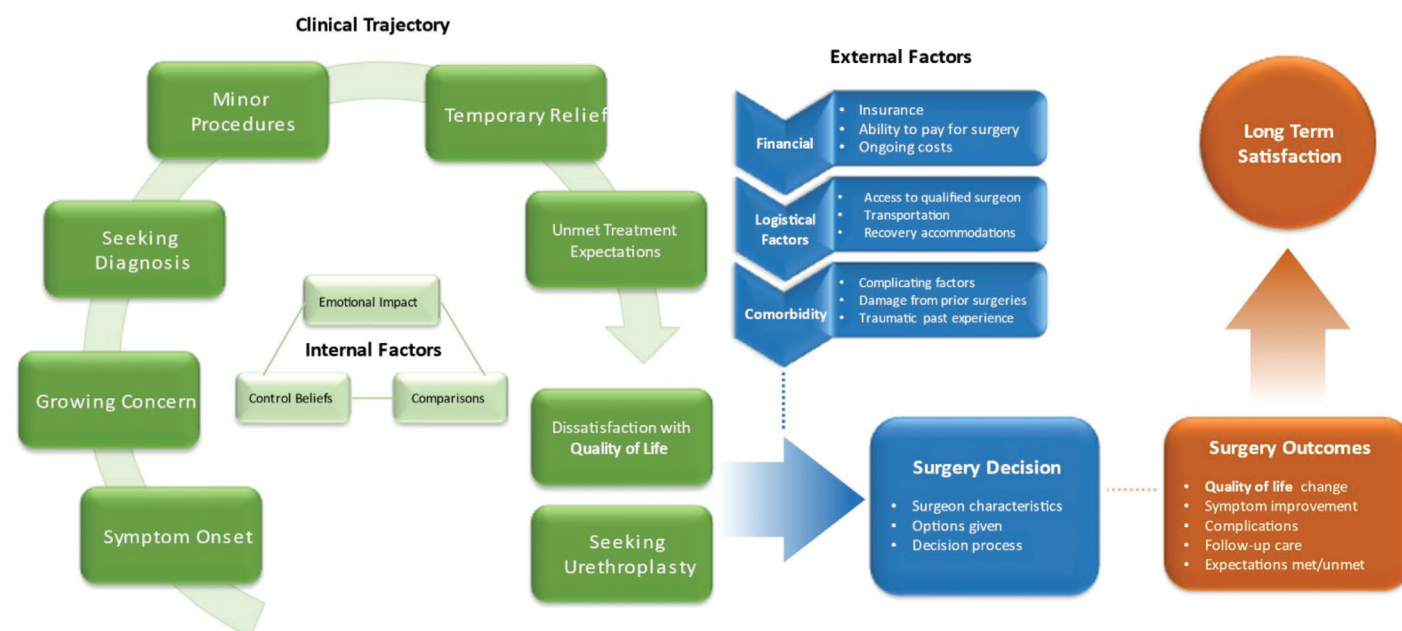 Clinical Trajectory
Minor
Procedures
Temporary Relief
Seeking
Diagnosis
Unmet Treatment
Expectations
Growing Concern
Symptom Onset
Emotional Impact
Internal Factors
Control Beliefs
Comparisons
Dissatisfaction with
Quality of Life
Seeking
Urethroplasty
External Factors
Financial
• Insurance
• Ability to pay for surgery
• Ongoing costs
Logistical
Factors
• Access to qualified surgeon
• Transportation
• Recovery accommodations
Comorbidity
• Complicating factors
• Damage from prior surgeries
• Traumatic past experience
Surgery Decision
• Surgeon characteristics
• Options given
• Decision process
Surgery Outcomes
• Quality of life change
• Symptom improvement
• Complications
• Follow-up care
• Expectations met/unmet
Long Term
Satisfaction